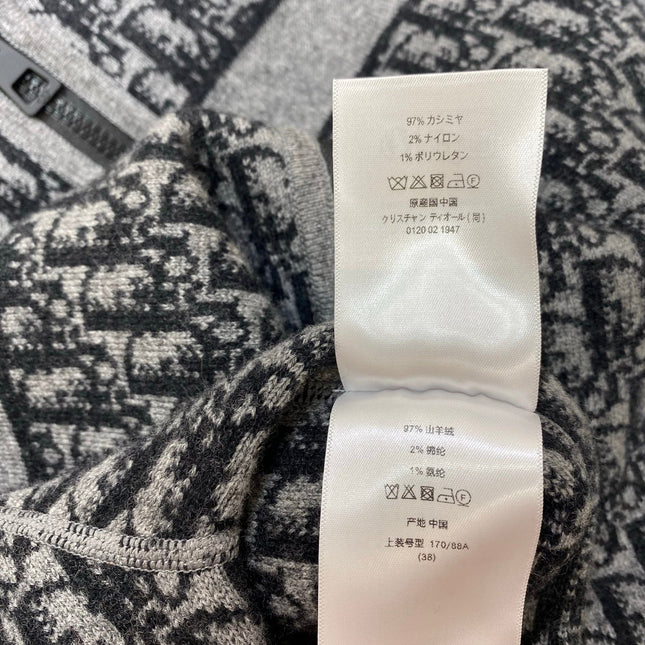 97% カシミヤ
2% ナイロン
1% ポリウレタン
原産国中国
クリスチャン ディオール(同)
0120 02 1947
97% 山羊绒
2% 锦纶
1% 氨纶
产地 中国
上装号型 170/88A
(38)